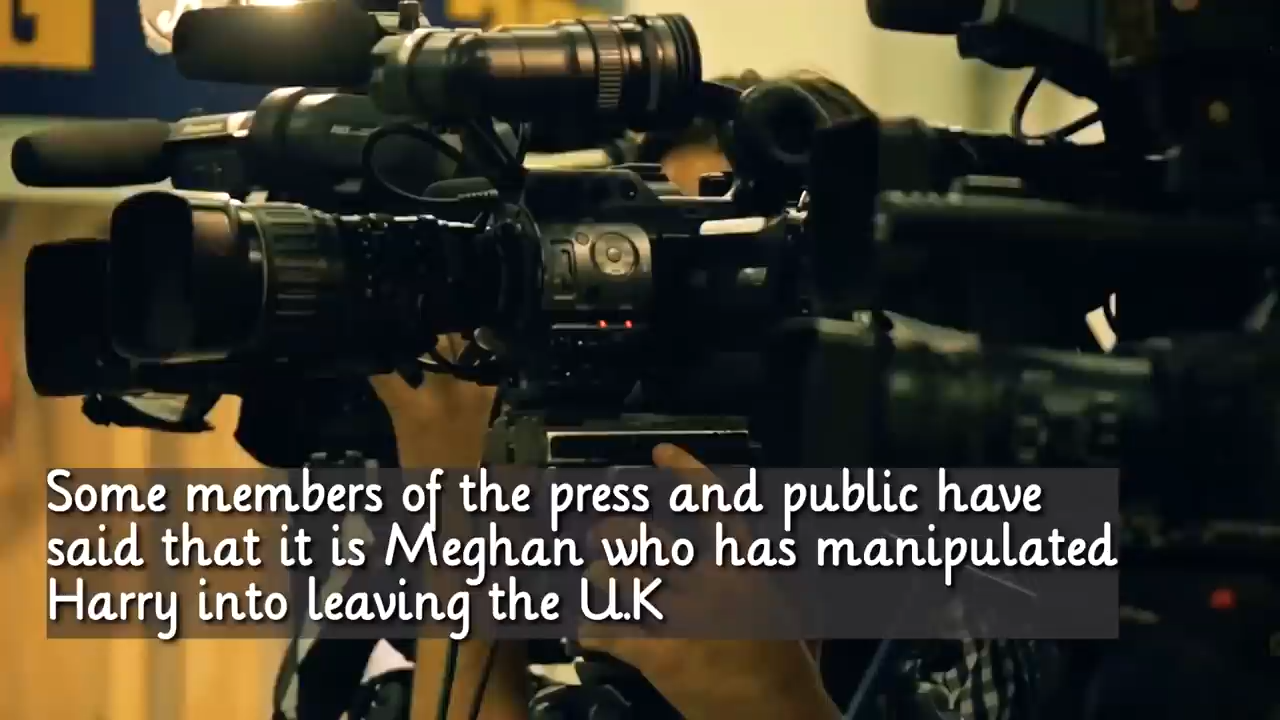 G
Some members of the press and public have
said that it is Meghan who has manipulated
Harry into leaving the U.K